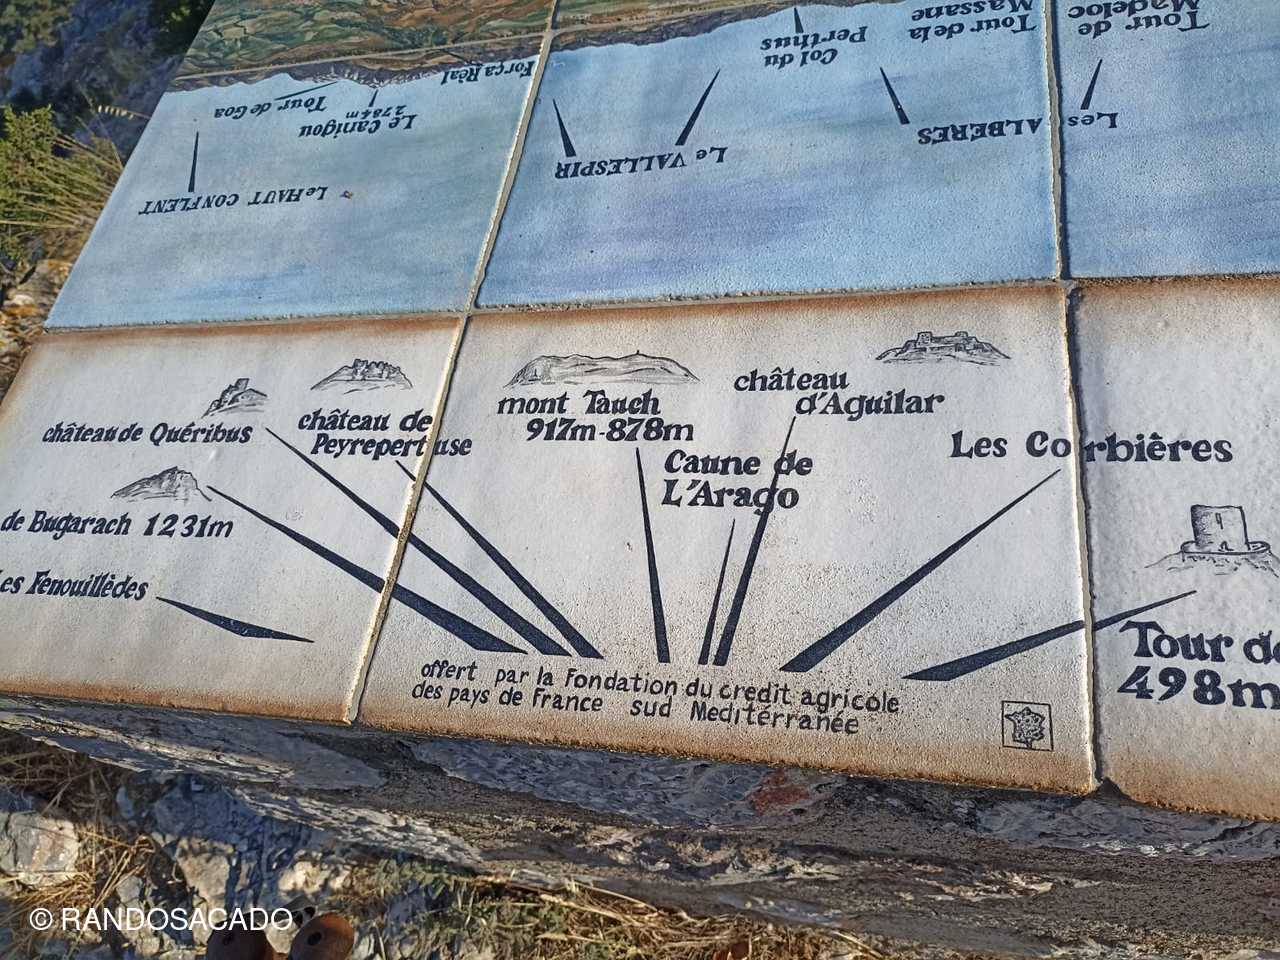 Força Réal
Tour de Goa
Le Canigou
2784m
Le HAUT CONFLENT
Col du
Perthus
Tour de la
Massane
Tour de
Madeloc
Le VALLESPIR
Les ALBERES
château de Quéribus
château de
Peyrepertuse
mont Tauch
917m-878m
château
d'Aguilar
Caune de
L'Arago
Les Corbières
de Bugarach 1231m
Les Fenouillèdes
Tour de
498m
offert par la Fondation du credit agricole
des pays de France sud Mediterranée
© RANDOSACADO